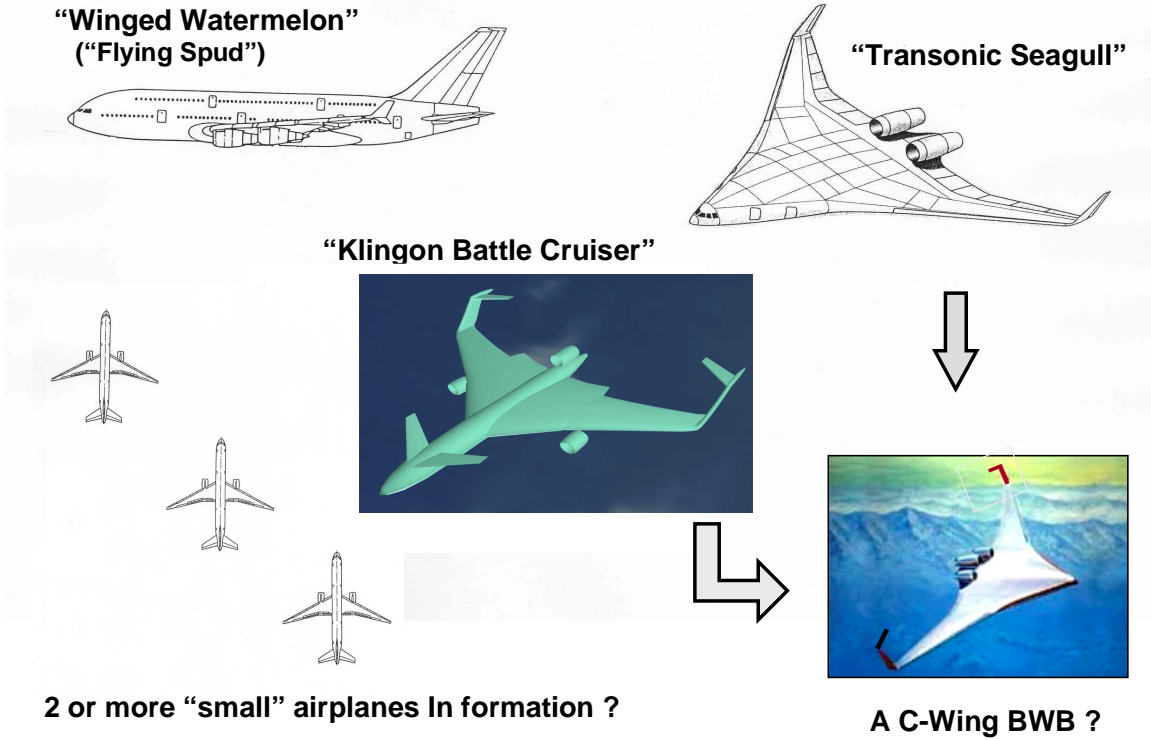 “Winged Watermelon”
(“Flying Spud”)
“Transonic Seagull”
“Klingon Battle Cruiser”
2 or more “small” airplanes In formation ?
A C-Wing BWB ?